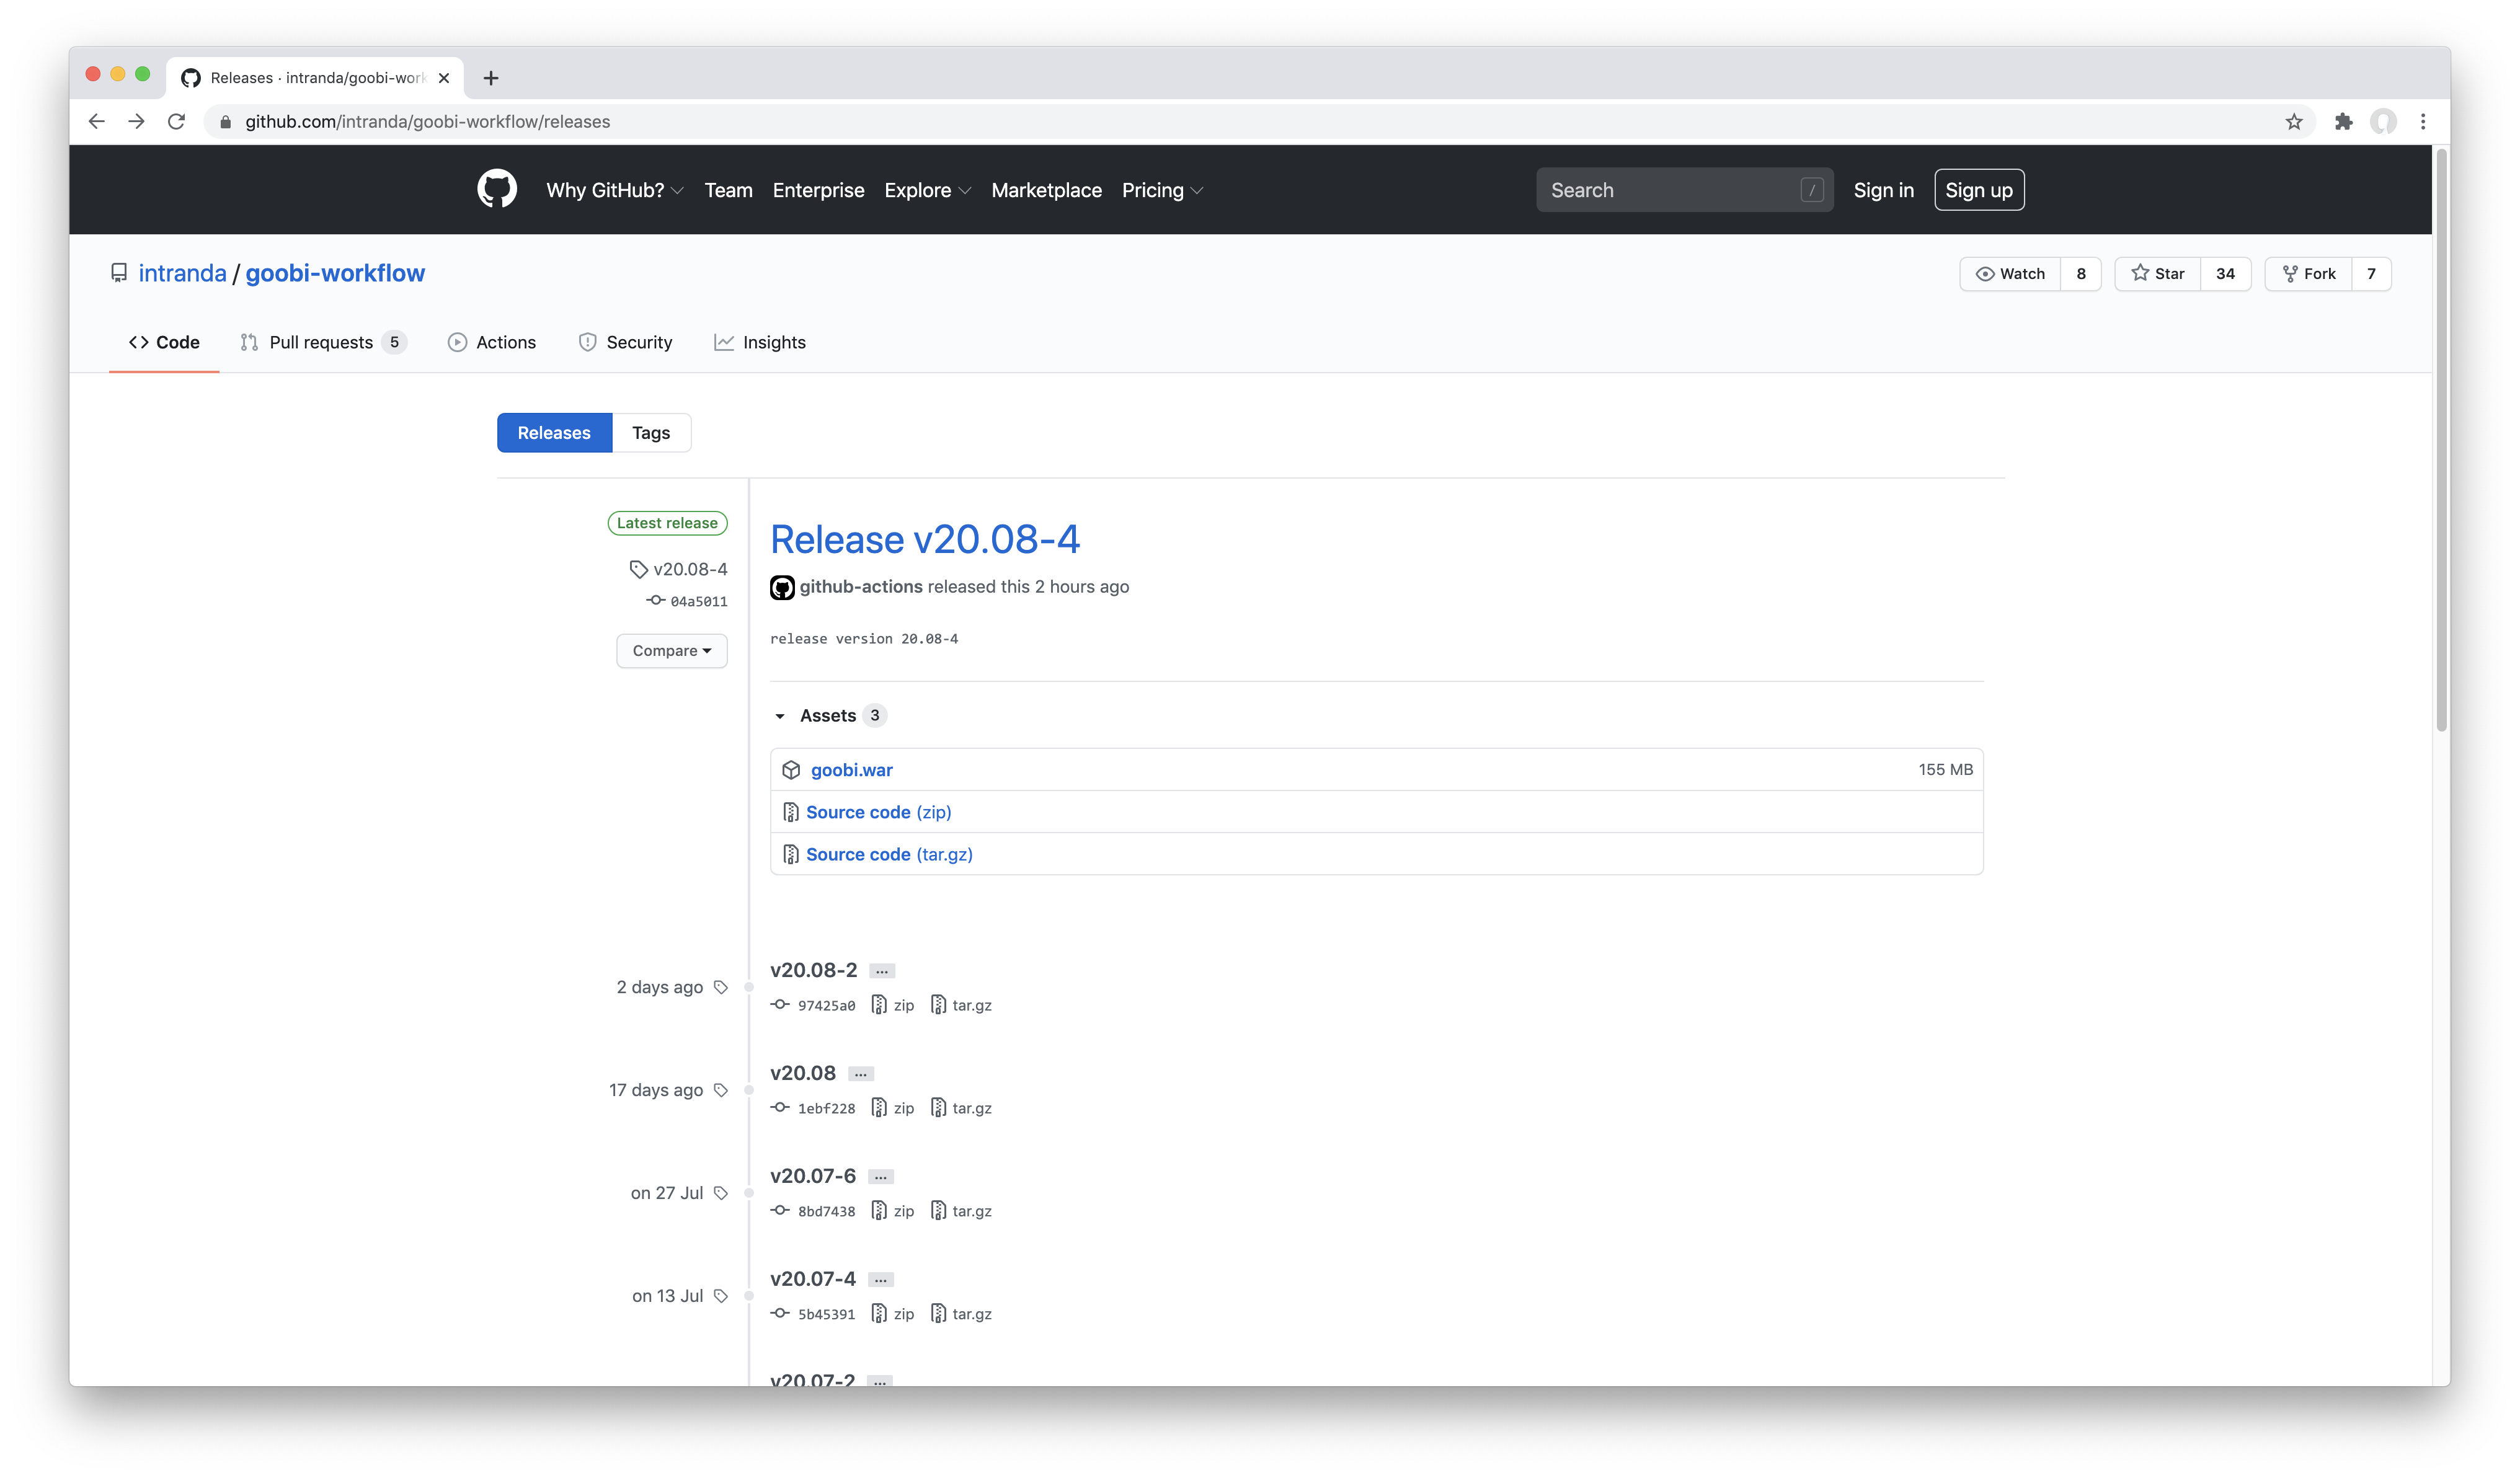 Releases · intranda/goobi-work
github.com/intranda/goobi-workflow/releases
Why GitHub? Team Enterprise Explore Marketplace Pricing Search / Sign in Sign up
intranda / goobi-workflow Watch 8 Star 34 Fork 7
Code Pull requests 5 Actions Security Insights
Releases Tags
Latest release
v20.08-4
04a5011
Compare
Release v20.08-4
github-actions released this 2 hours ago
release version 20.08-4
Assets 3
goobi.war 155 MB
Source code (zip)
Source code (tar.gz)
2 days ago
v20.08-2 ...
97425a0 zip tar.gz
17 days ago
v20.08 ...
1ebf228 zip tar.gz
on 27 Jul
v20.07-6 ...
8bd7438 zip tar.gz
on 13 Jul
v20.07-4 ...
5b45391 zip tar.gz
v20.07-2 ...